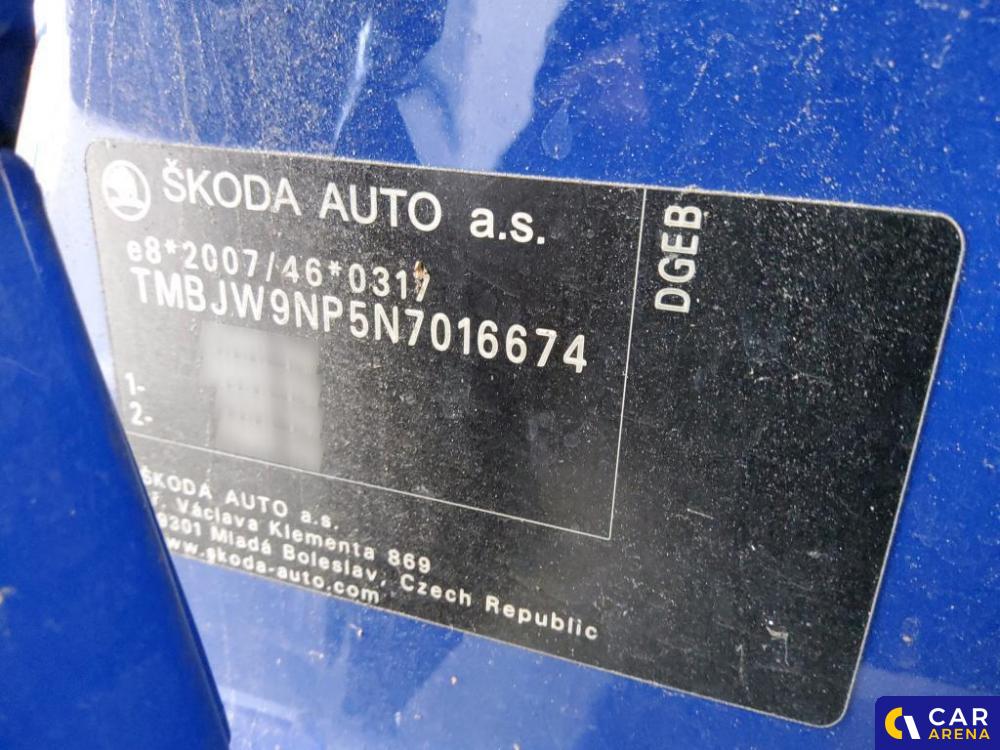 ŠKODA AUTO a.s.
DGEB
e8*2007/46*0317
TMBJW9NP5N7016674
1-
2-
ŠKODA AUTO a.s.
Václava Klementa 869
Mladá Boleslav, Czech Republic
www.skoda-auto.com
CAR
ARENA